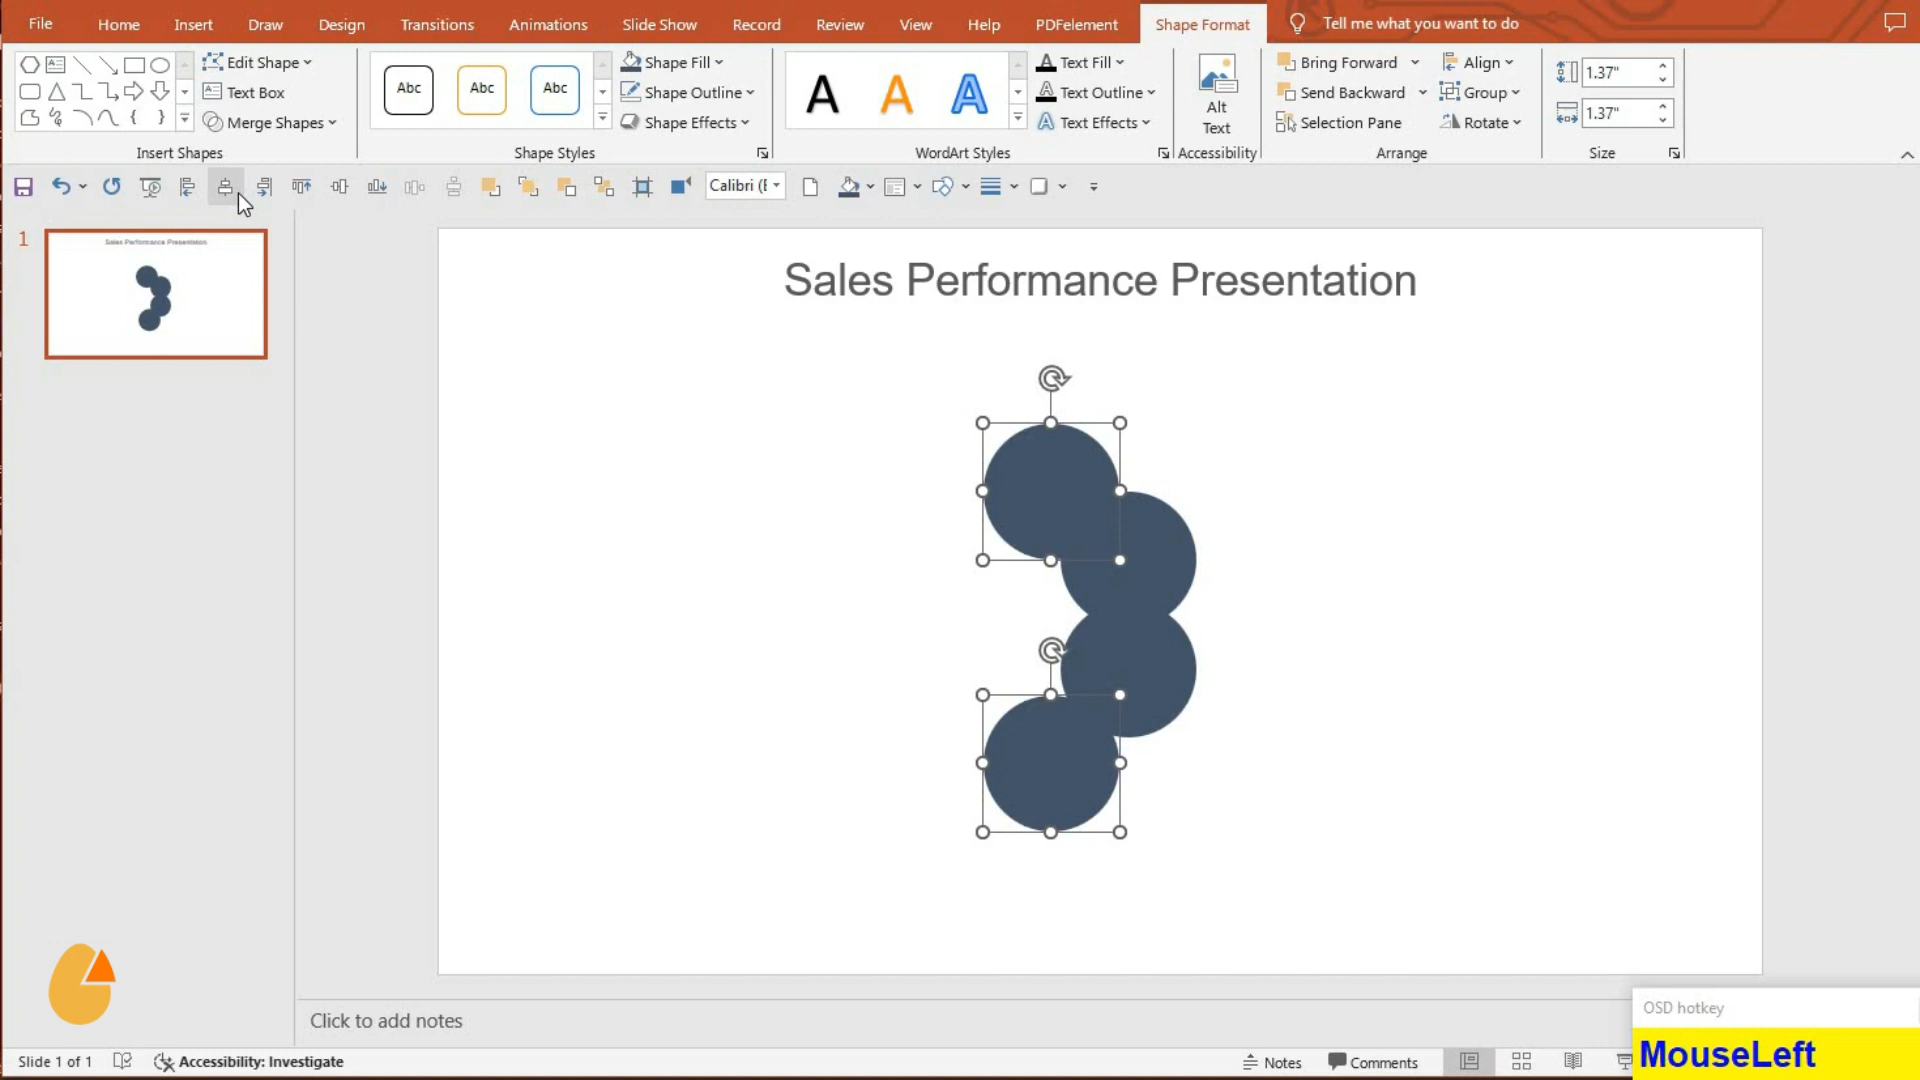 File Home Insert Draw Design Transitions Animations Slide Show Record Review View Help PDFelement Shape Format Tell me what you want to do
Edit Shape
Text Box
Merge Shapes
Insert Shapes
Abc Abc Abc
Shape Fill
Shape Outline
Shape Effects
Shape Styles
A A A
Text Fill
Text Outline
Text Effects
WordArt Styles
Alt
Text
Accessibility
Bring Forward
Send Backward
Selection Pane
Align
Group
Rotate
Arrange
1.37"
1.37"
Size
Calibri (E
1
Sales Performance Presentation
Sales Performance Presentation
Click to add notes
OSD hotkey
MouseLeft
Slide 1 of 1 Accessibility: Investigate Notes Comments